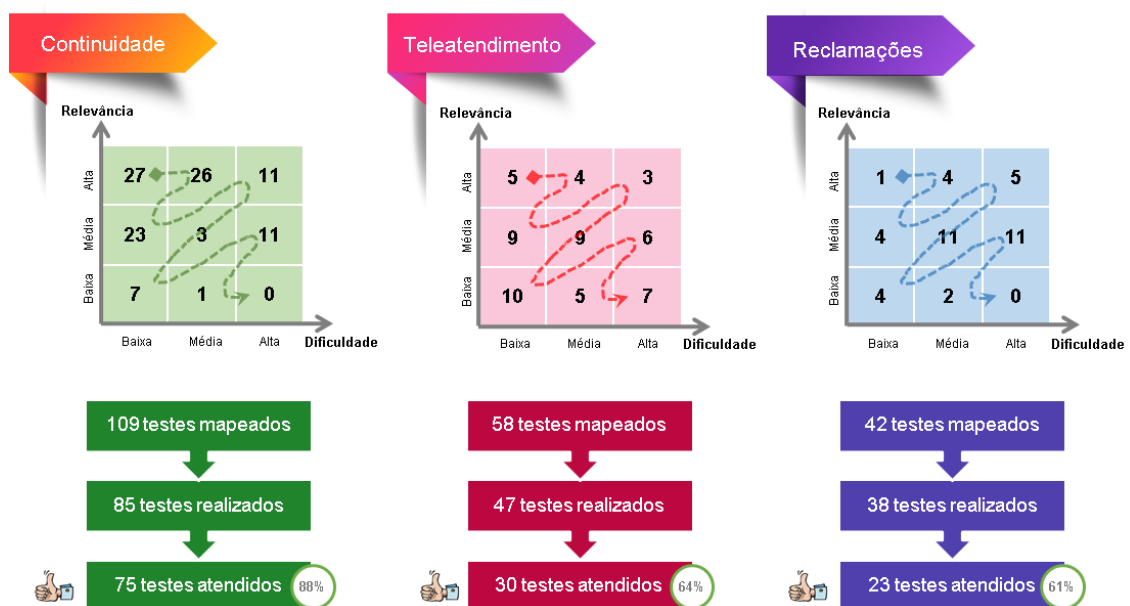 Continuidade
Relevância
Alta
27 26 11
Média
23 3 11
Baixa
7 1 0
Baixa Média Alta Dificuldade
109 testes mapeados
85 testes realizados
75 testes atendidos 88%
Teleatendimento
Relevância
Alta
5 4 3
Média
9 9 6
Baixa
10 5 7
Baixa Média Alta Dificuldade
58 testes mapeados
47 testes realizados
30 testes atendidos 64%
Reclamações
Relevância
Alta
1 4 5
Média
4 11 11
Baixa
4 2 0
Baixa Média Alta Dificuldade
42 testes mapeados
38 testes realizados
23 testes atendidos 61%